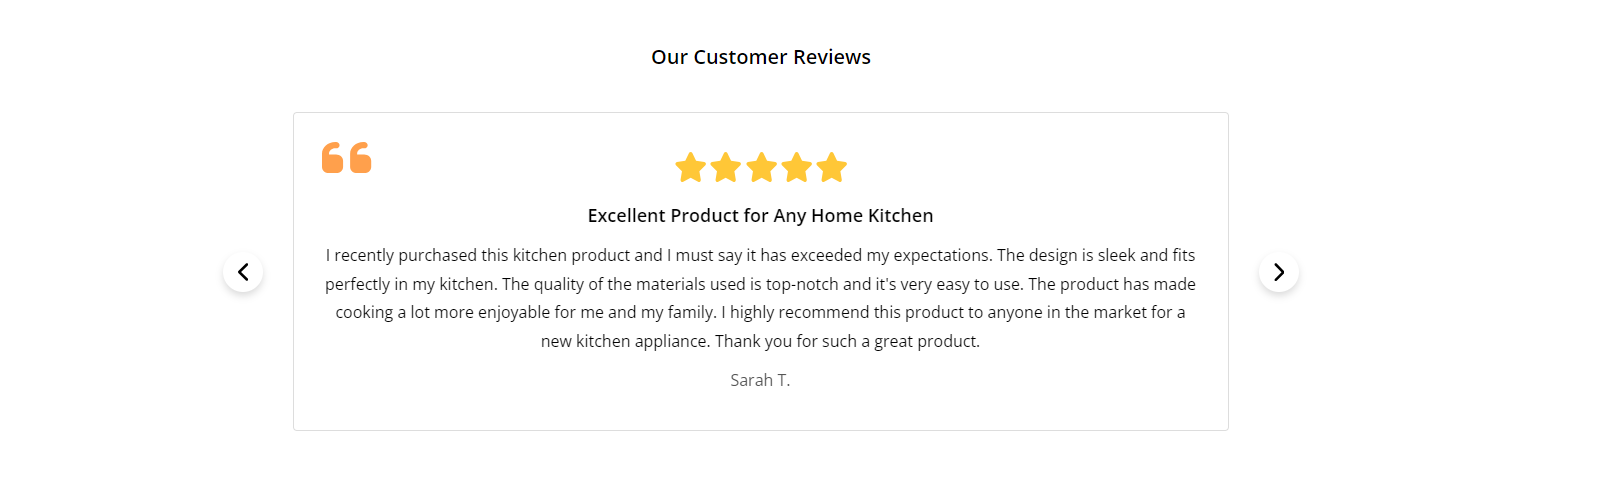 Our Customer Reviews
Excellent Product for Any Home Kitchen
I recently purchased this kitchen product and I must say it has exceeded my expectations. The design is sleek and fits
perfectly in my kitchen. The quality of the materials used is top-notch and it's very easy to use. The product has made
cooking a lot more enjoyable for me and my family. I highly recommend this product to anyone in the market for a
new kitchen appliance. Thank you for such a great product.
Sarah T.